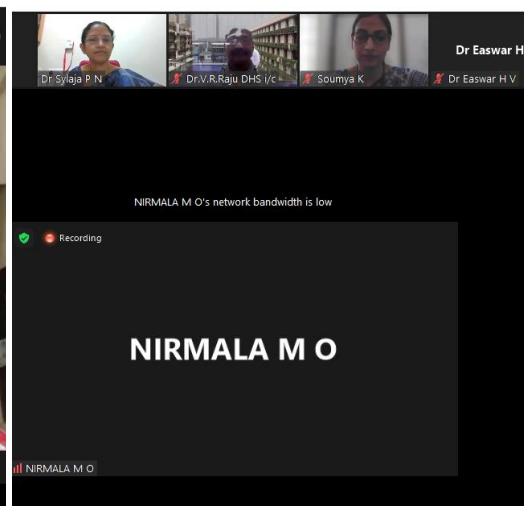 Dr Easwar H
Dr Sylaja P N
Dr.V.R.Raju DHS i/c
Soumya K
Dr Easwar H V
NIRMALA M O's network bandwidth is low
Recording
NIRMALA M O
NIRMALA M O